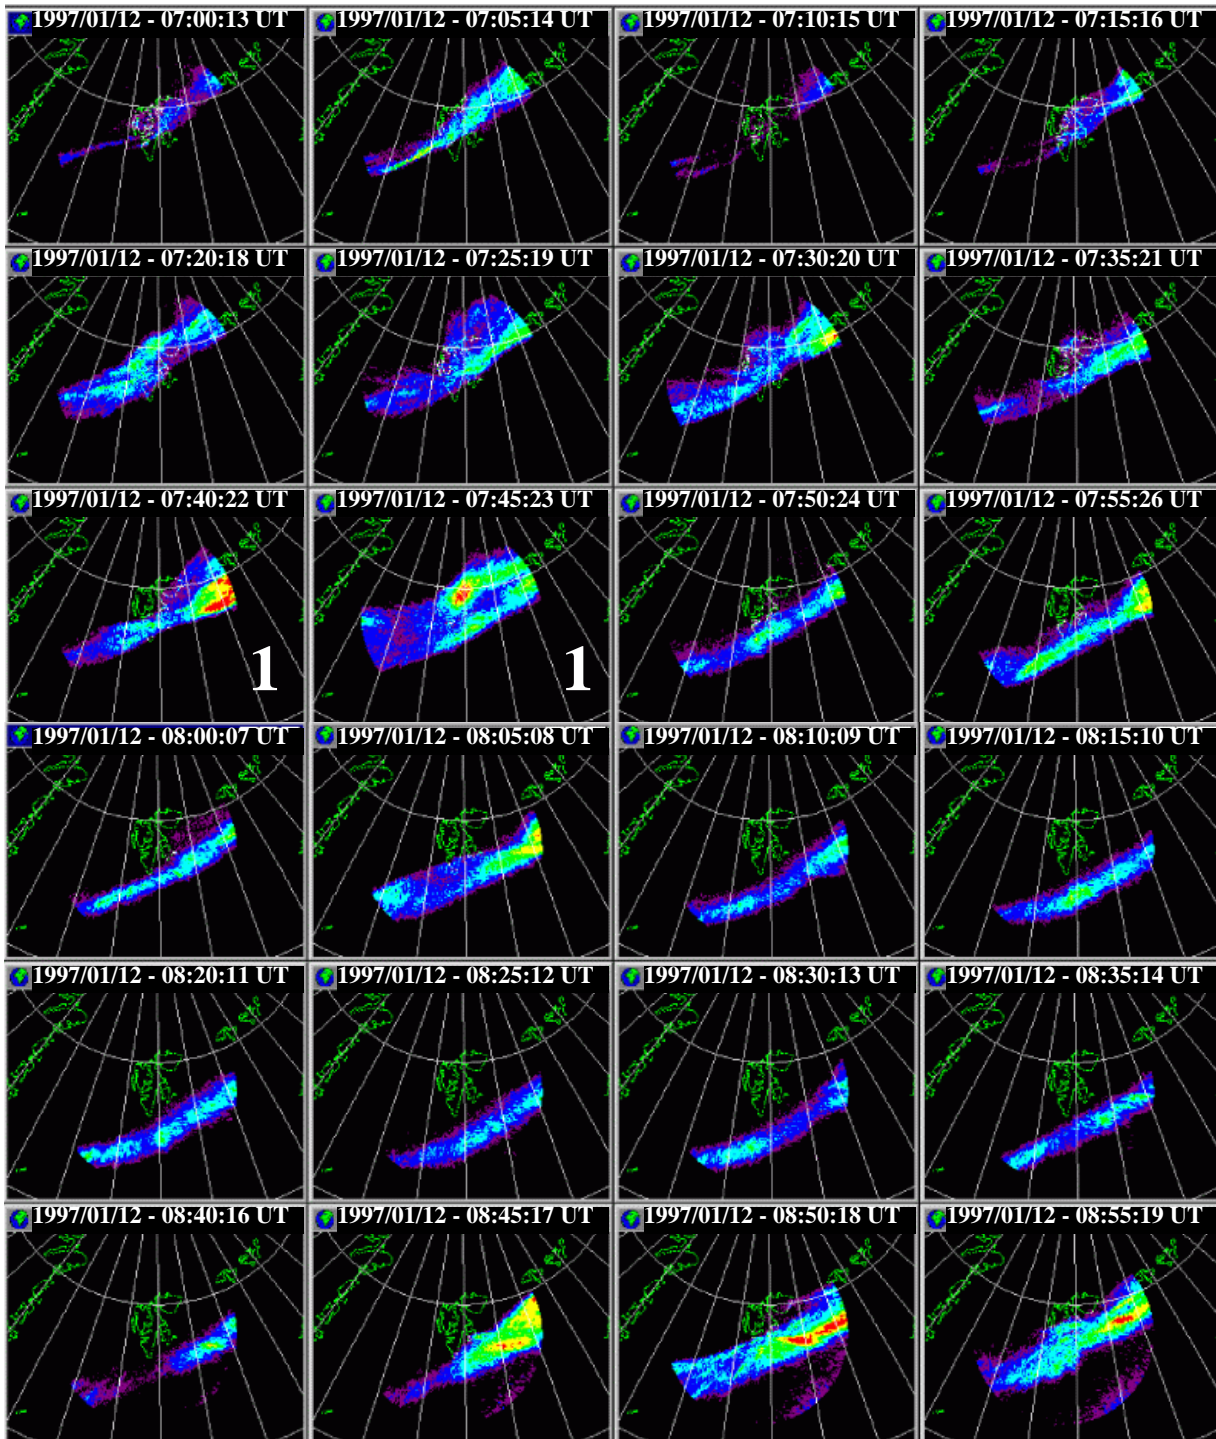 1997/01/12 - 07:00:13 UT
1997/01/12 - 07:05:14 UT
1997/01/12 - 07:10:15 UT
1997/01/12 - 07:15:16 UT
1997/01/12 - 07:20:18 UT
1997/01/12 - 07:25:19 UT
1997/01/12 - 07:30:20 UT
1997/01/12 - 07:35:21 UT
1997/01/12 - 07:40:22 UT
1997/01/12 - 07:45:23 UT
1997/01/12 - 07:50:24 UT
1997/01/12 - 07:55:26 UT
1
1
1997/01/12 - 08:00:07 UT
1997/01/12 - 08:05:08 UT
1997/01/12 - 08:10:09 UT
1997/01/12 - 08:15:10 UT
1997/01/12 - 08:20:11 UT
1997/01/12 - 08:25:12 UT
1997/01/12 - 08:30:13 UT
1997/01/12 - 08:35:14 UT
1997/01/12 - 08:40:16 UT
1997/01/12 - 08:45:17 UT
1997/01/12 - 08:50:18 UT
1997/01/12 - 08:55:19 UT